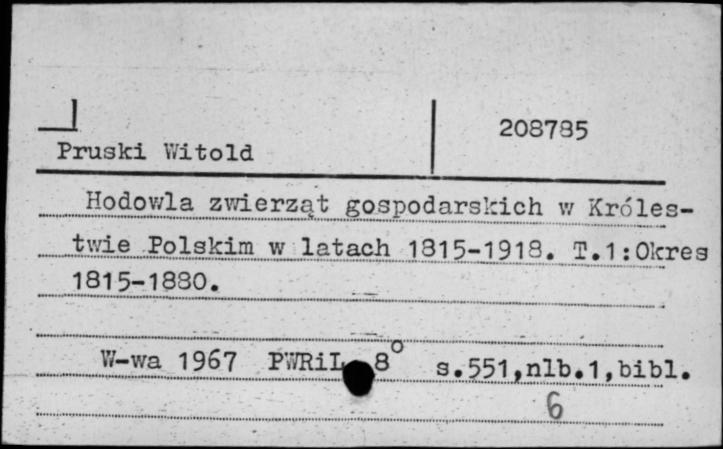 208785
Pruski Witold
Hodowla zwierząt gospodarskich w Króles-
twie Polskim w latach 1815-1918. T.1:Okres
1815-1880.
W-wa 1967 PWRiL 8° s.551,nlb.1,bibl.
6